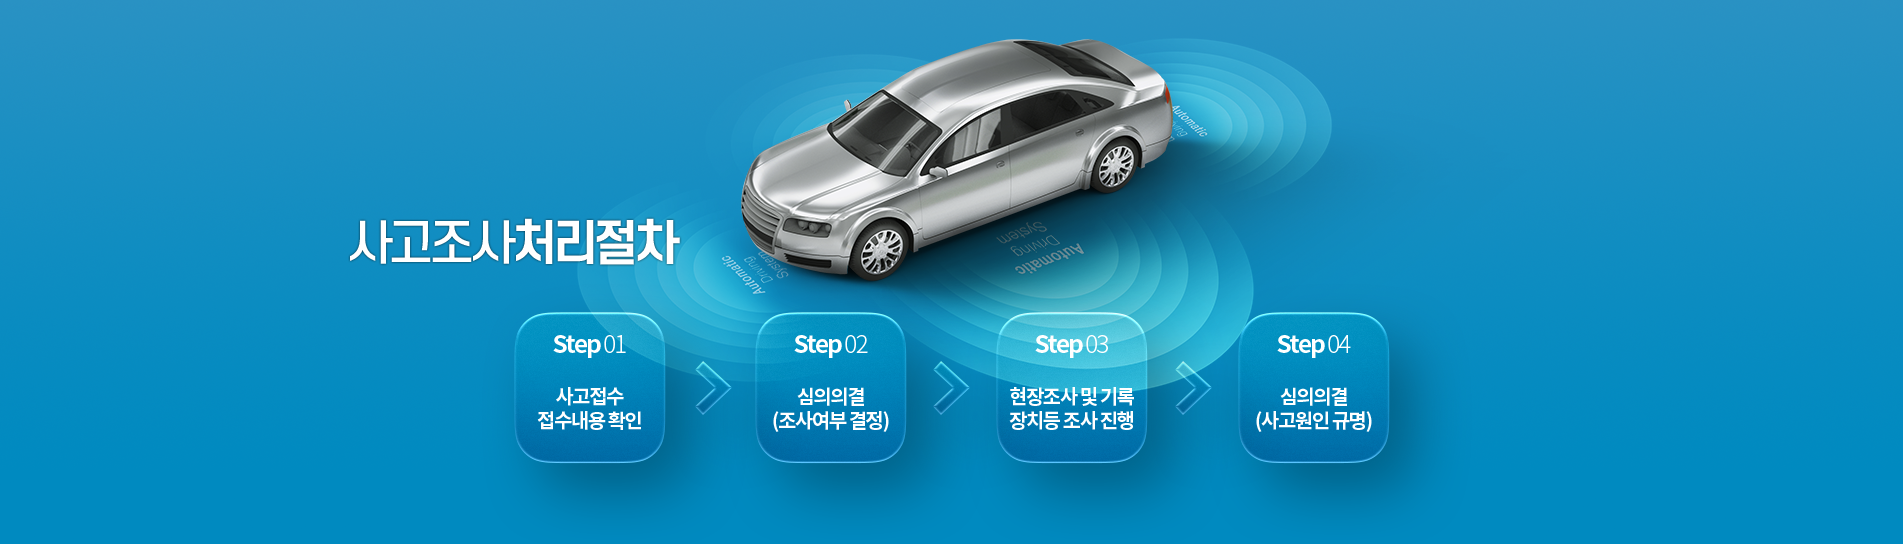 사고조사처리절차
Automatic
Driving
System
Automatic
Driving
System
Automatic
Step 01
사고접수
접수내용 확인
Step 02
심의의결
(조사여부 결정)
Step 03
현장조사 및 기록
장치등 조사 진행
Step 04
심의의결
(사고원인 규명)